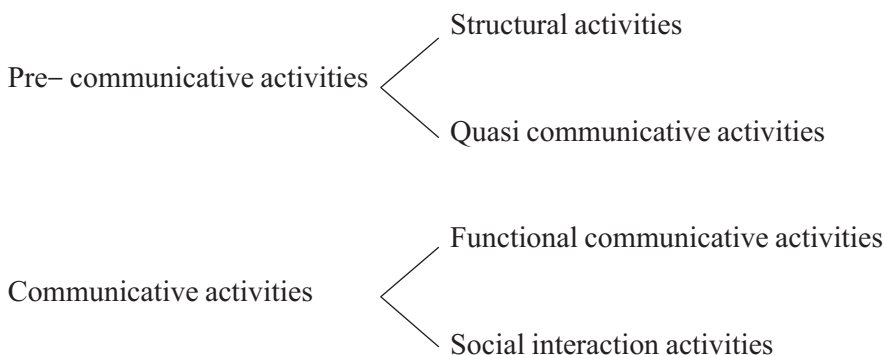 Structural activities
Pre− communicative activities
Quasi communicative activities
Functional communicative activities
Communicative activities
Social interaction activities